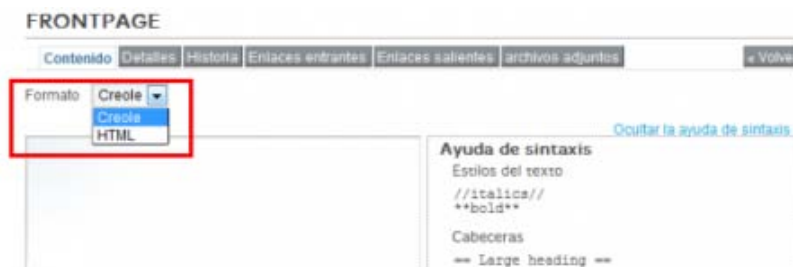 FRONTPAGE
Contenido Detalles Historia Enlaces entrantes Enlaces salientes archivos adjuntos « Volve
Formato Creole
Creole
HTML
Ocultar la ayuda de sintaxis
Ayuda de sintaxis
Estilos del texto
//italics//
**bold**
Cabeceras
== Large heading ==